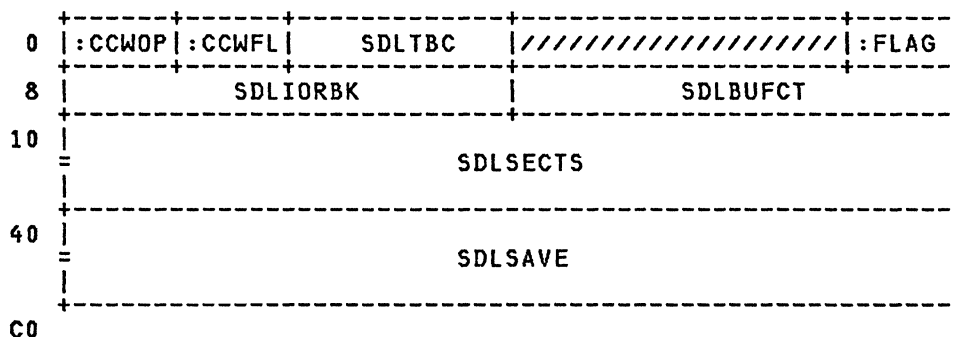 0 |:CCWOP|:CCWFL| SDLTBC |///////////////////|:FLAG
8 | SDLIORBK | SDLBUFCT
10
= SDLSECTS
40
= SDLSAVE
C0